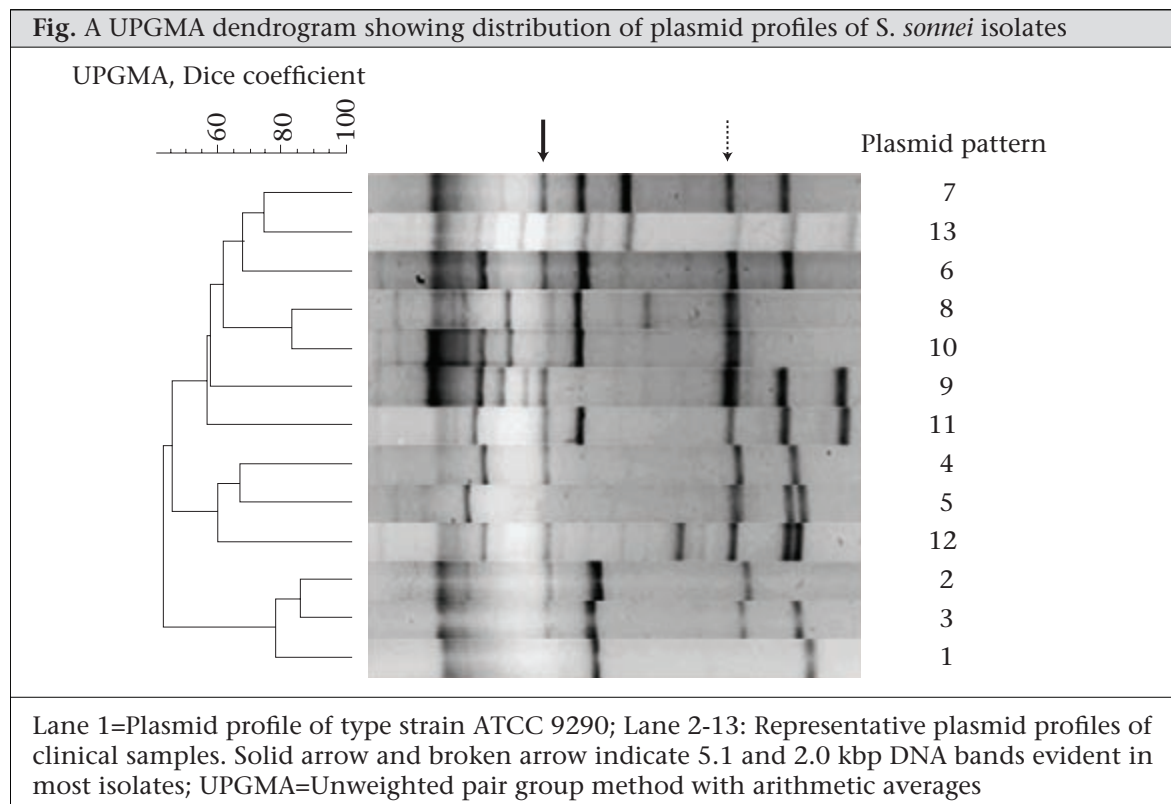 Fig. A UPGMA dendrogram showing distribution of plasmid profiles of S. sonnei isolates
UPGMA, Dice coefficient
60
80
100
Plasmid pattern
7
13
6
8
10
9
11
4
5
12
2
3
1
Lane 1=Plasmid profile of type strain ATCC 9290; Lane 2-13: Representative plasmid profiles of
clinical samples. Solid arrow and broken arrow indicate 5.1 and 2.0 kbp DNA bands evident in
most isolates; UPGMA=Unweighted pair group method with arithmetic averages